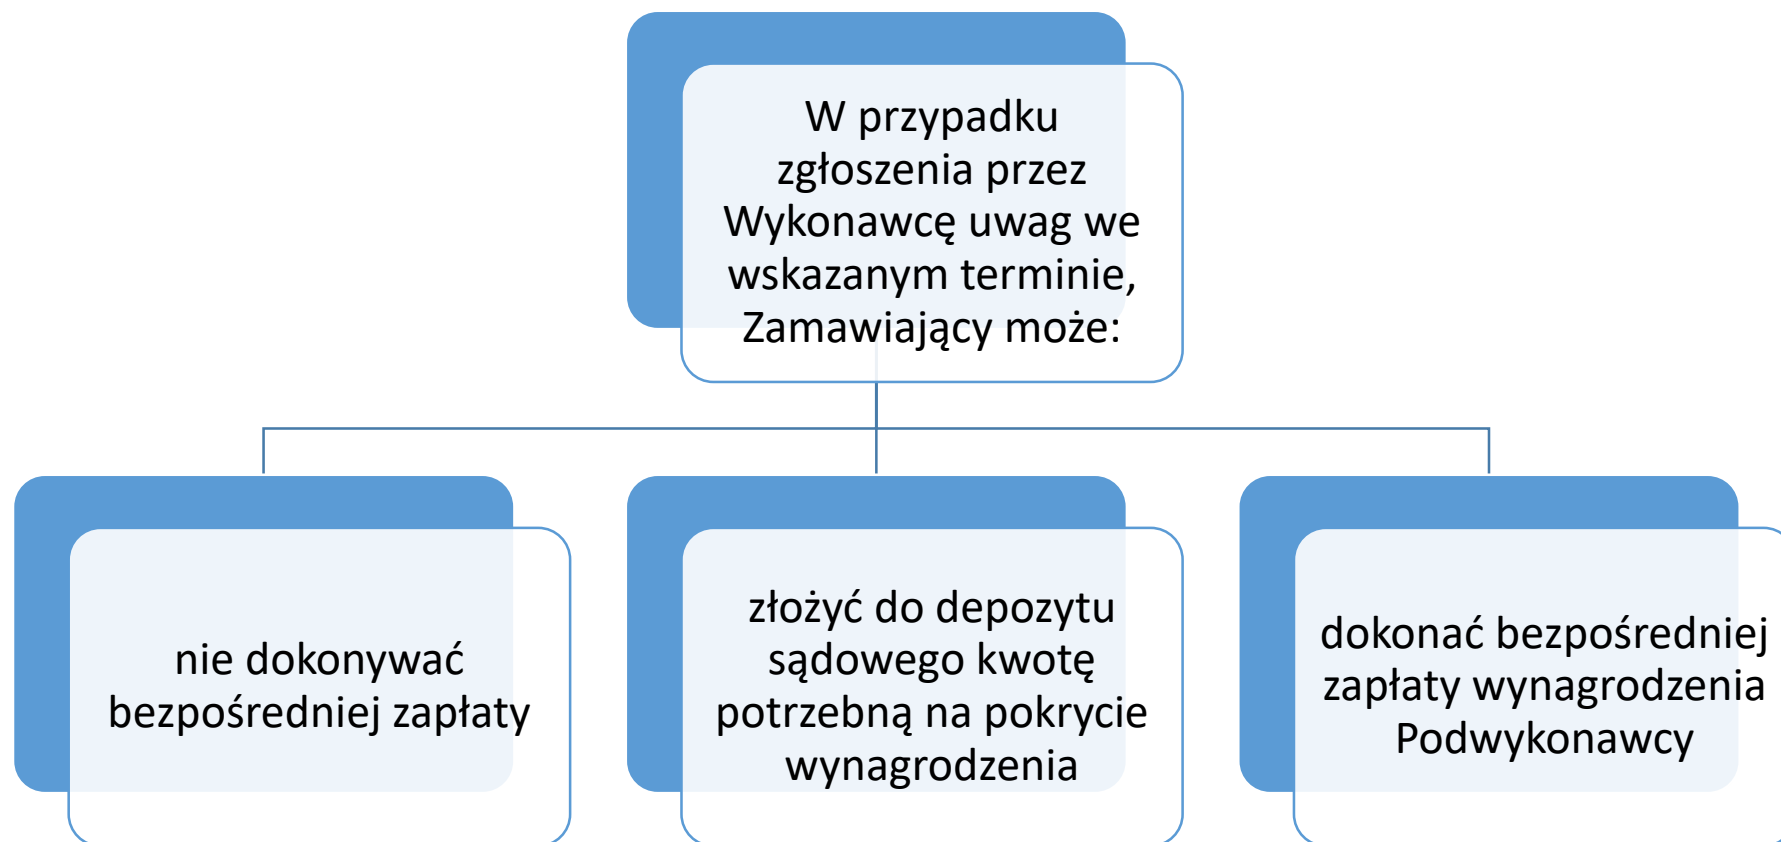 W przypadku
zgłoszenia przez
Wykonawcę uwag we
wskazanym terminie,
Zamawiający może:
nie dokonywać
bezpośredniej zapłaty
złożyć do depozytu
sądowego kwotę
potrzebną na pokrycie
wynagrodzenia
dokonać bezpośredniej
zapłaty wynagrodzenia
Podwykonawcy